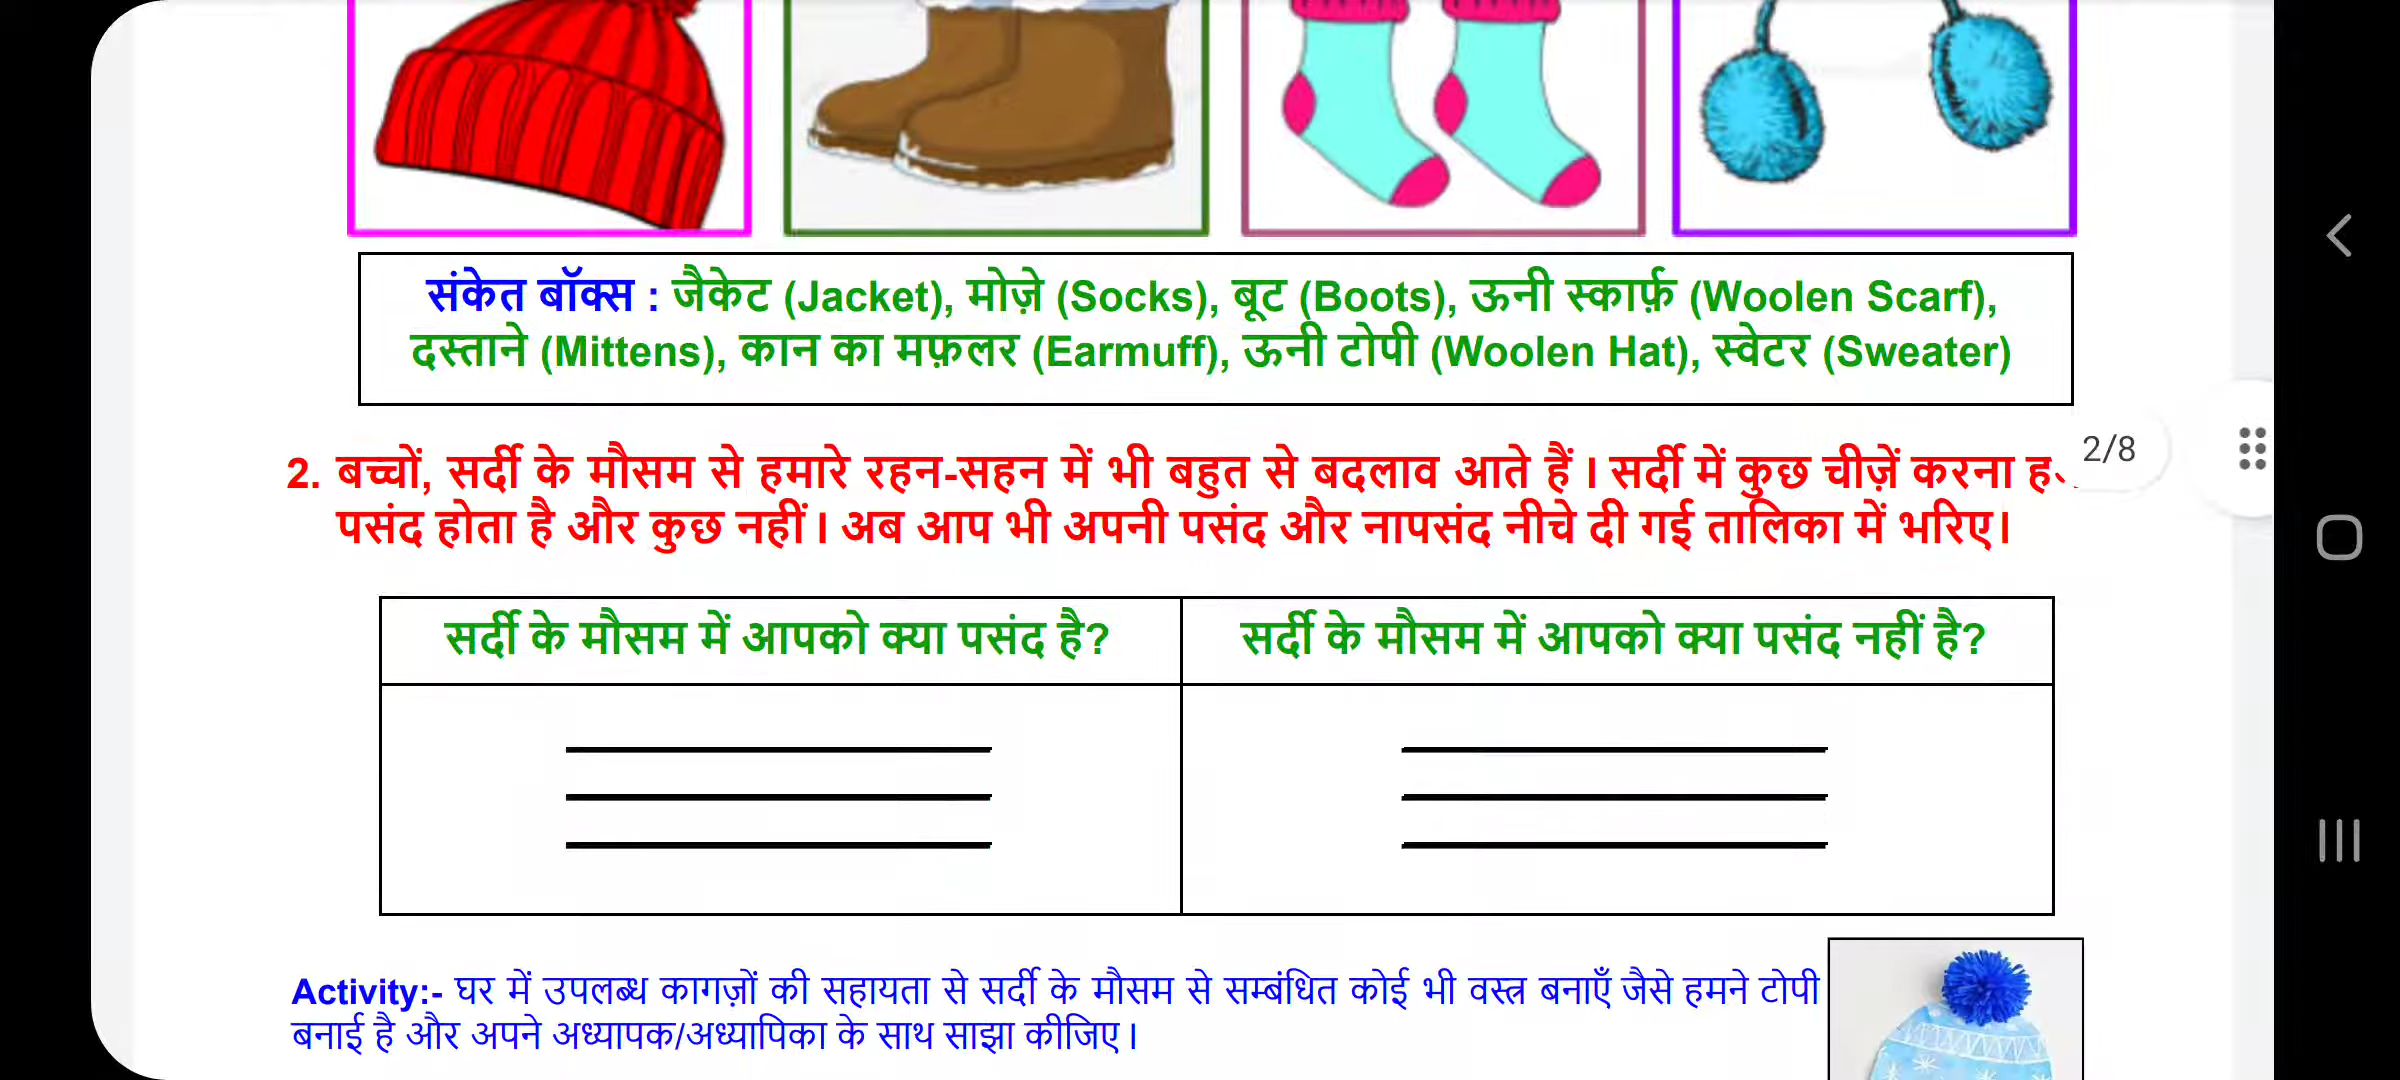 संकेत बॉक्स : जैकेट (Jacket), मोज़े (Socks), बूट (Boots), ऊनी स्कार्फ़ (Woolen Scarf),
दस्ताने (Mittens), कान का मफ़लर (Earmuff), ऊनी टोपी (Woolen Hat), स्वेटर (Sweater)
2. बच्चों, सर्दी के मौसम से हमारे रहन-सहन में भी बहुत से बदलाव आते हैं । सर्दी में कुछ चीज़ें करना
2/8
पसंद होता है और कुछ नहीं । अब आप भी अपनी पसंद और नापसंद नीचे दी गई तालिका में भरिए।
सर्दी के मौसम में आपको क्या पसंद है?
सर्दी के मौसम में आपको क्या पसंद नहीं है?
Activity:- घर में उपलब्ध कागज़ों की सहायता से सर्दी के मौसम से सम्बंधित कोई भी वस्त्र बनाएँ जैसे हमने टोपी
बनाई है और अपने अध्यापक/अध्यापिका के साथ साझा कीजिए ।